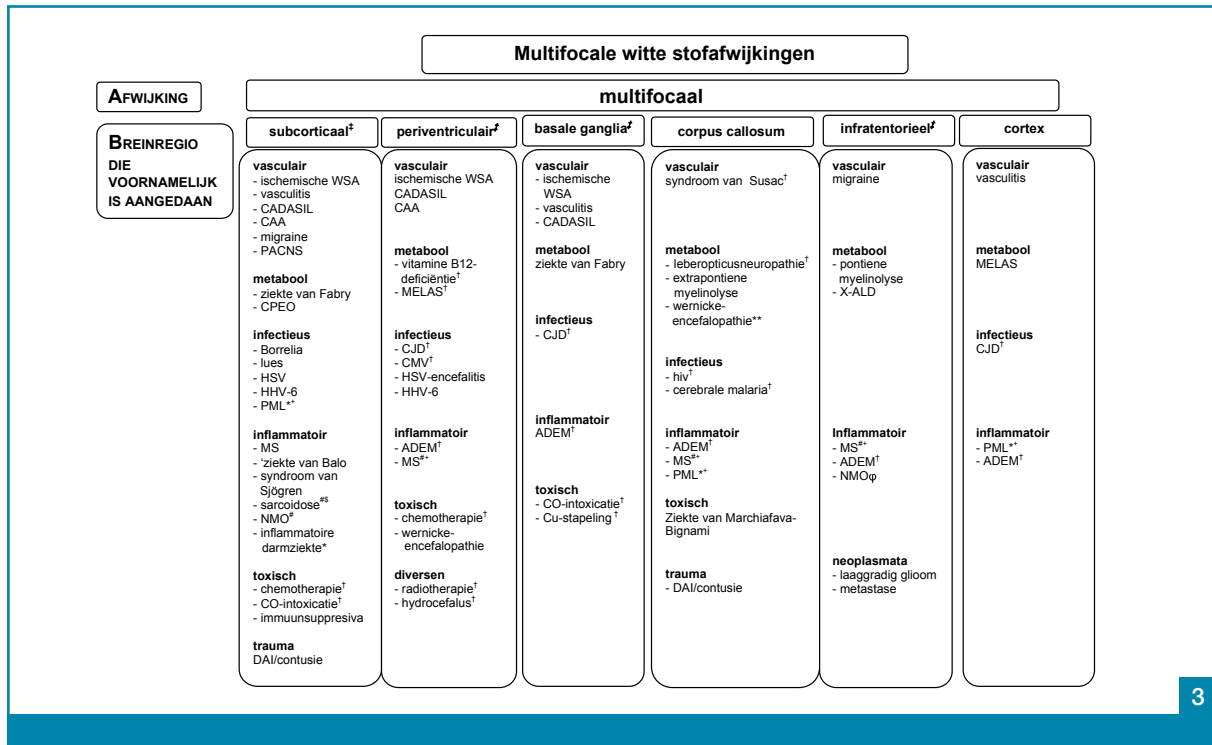 Multifocale witte stofafwijkingen
AFWIJKING
multifocaal
BREINREGIO
DIE
VOORNAMELIJK
IS AANGEDAAN
subcorticaal‡
vasculair
- ischemische WSA
- vasculitis
- CADASIL
- CAA
- migraine
- PACNS
metabool
- ziekte van Fabry
- CPEO
infectieus
- Borrelia
- lues
- HSV
- HHV-6
- PML*⁺
inflammatoir
- MS
- 'ziekte van Balo
- syndroom van
Sjögren
- sarcoidose#$
- NMO#
- inflammatoire
darmziekte*
toxisch
- chemotherapie†
- CO-intoxicatie†
- immuunsuppresiva
trauma
DAI/contusie
periventriculair‡
vasculair
ischemische WSA
CADASIL
CAA
metabool
- vitamine B12-
deficiëntie†
- MELAS†
infectieus
- CJD†
- CMV†
- HSV-encefalitis
- HHV-6
inflammatoir
- ADEM†
- MS#⁺
toxisch
- chemotherapie†
- wernicke-
encefalopathie
diversen
- radiotherapie†
- hydrocefalus†
basale ganglia‡
vasculair
- ischemische
WSA
- vasculitis
- CADASIL
metabool
ziekte van Fabry
infectieus
- CJD†
inflammatoir
ADEM†
toxisch
- CO-intoxicatie†
- Cu-stapeling †
corpus callosum
vasculair
syndroom van Susac†
metabool
- leberopticusneuropathie†
- extrapontiene
myelinolyse
- wernicke-
encefalopathie**
infectieus
- hiv†
- cerebrale malaria†
inflammatoir
- ADEM†
- MS#⁺
- PML*⁺
toxisch
Ziekte van Marchiafava-
Bignami
trauma
- DAI/contusie
infratentorieel‡
vasculair
migraine
metabool
- pontiene
myelinolyse
- X-ALD
Inflammatoir
- MS#⁺
- ADEM†
- NMOφ
neoplasmata
- laaggradig glioom
- metastase
cortex
vasculair
vasculitis
metabool
MELAS
infectieus
CJD†
inflammatoir
- PML*⁺
- ADEM†
3